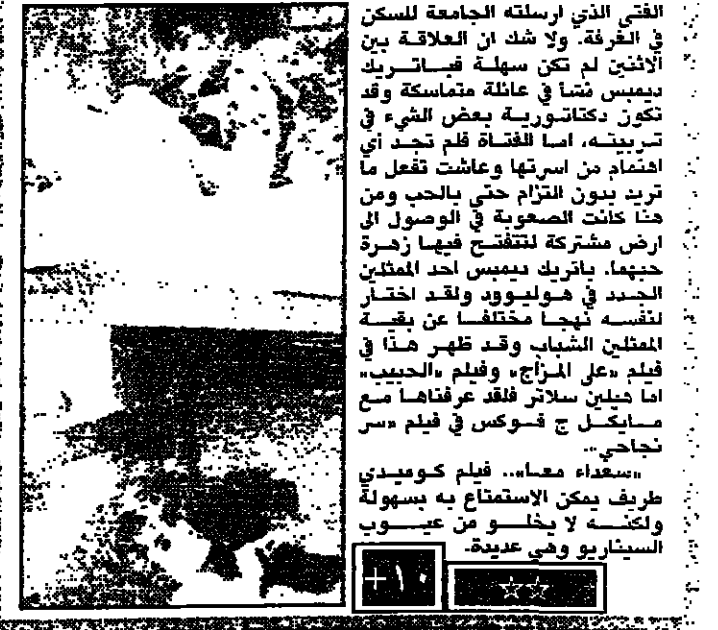 الفتى الذي ارسلته الجامعة للسكن
في الغرفة. ولا شك ان العلاقة بين
الاثنين لم تكن سهلة فبـاتـريك
ديمبس نشأ في عائلة متماسكة وقد
تكون دكتاتورية بعض الشيء في
تربيته، اما الفتاة فلم تجد أي
اهتمام من اسرتها وعاشت تفعل ما
تريد بدون التزام حتى بالحب ومن
هنا كانت الصعوبة في الوصول الى
ارض مشتركة لتتفتح فيها زهرة
حبهما. باتريك ديمبس احد الممثلين
الجدد في هوليوود ولقد اختار
لنفسه نهجا مختلفا عن بقية
الممثلين الشباب وقد ظهر هذا في
فيلم «على المزاج» وفيلم «الحبيب»
اما هيلين سلاتر فلقد عرفتاها مع
مايكل ج فوكس في فيلم «سر
نجاحي».
«سعداء معا».. فيلم كوميدي
طريف يمكن الاستمتاع به بسهولة
ولكنه لا يخلو من عيوب
السيناريو وهي عديدة.
+١٠
☆☆